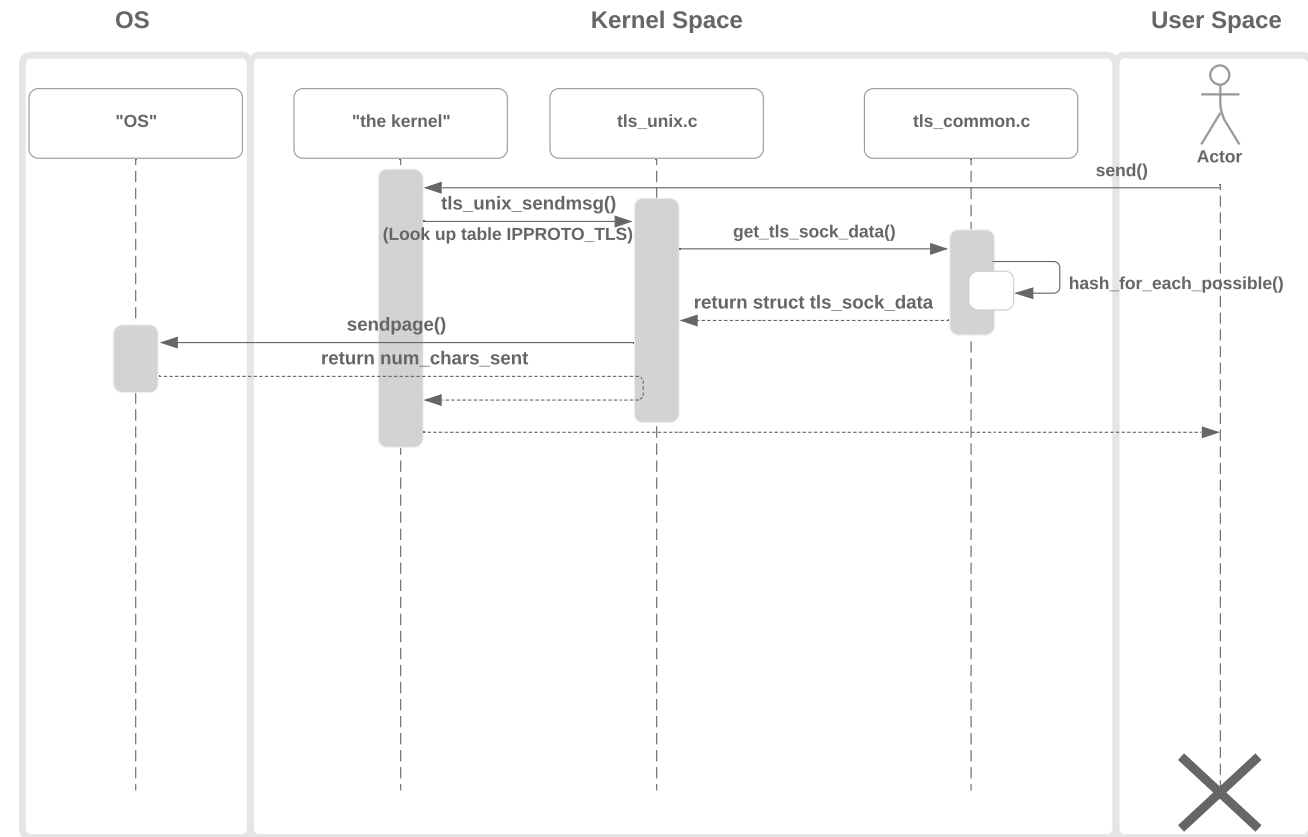 OS
Kernel Space
User Space
"OS"
"the kernel"
tls_unix.c
tls_common.c
Actor
send()
tls_unix_sendmsg()
(Look up table IPPROTO_TLS)
get_tls_sock_data()
hash_for_each_possible()
return struct tls_sock_data
sendpage()
return num_chars_sent